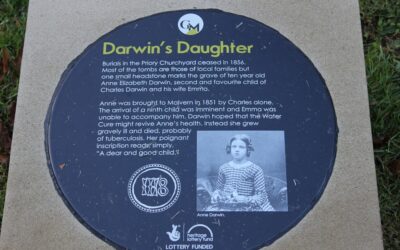 GM
Darwin's Daughter
Burials in the Priory Churchyard ceased in 1856.
Most of the tombs are those of local families but
one small headstone marks the grave of ten year old
Anne Elizabeth Darwin, second and favourite child of
Charles Darwin and his wife Emma.
Anne was brought to Malvern in 1851 by Charles alone.
The arrival of a ninth child was imminent and Emma was
unable to accompany him. Darwin hoped that the Water
Cure might revive Anne's health. Instead she grew
gravely ill and died, probably
of tuberculosis. Her poignant
inscription reads simply,
"A dear and good child."
Anne Darwin
heritage
lottery fund
LOTTERY FUNDED